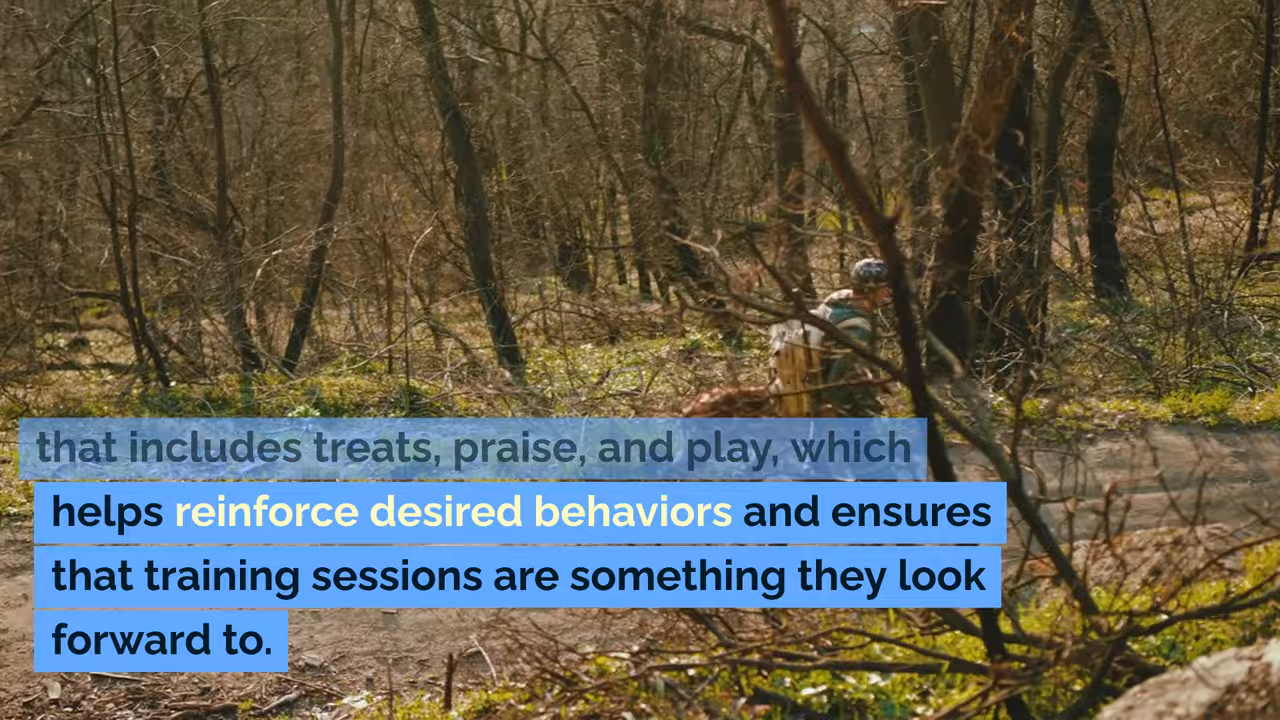 that includes treats, praise, and play, which
helps reinforce desired behaviors and ensures
that training sessions are something they look
forward to.